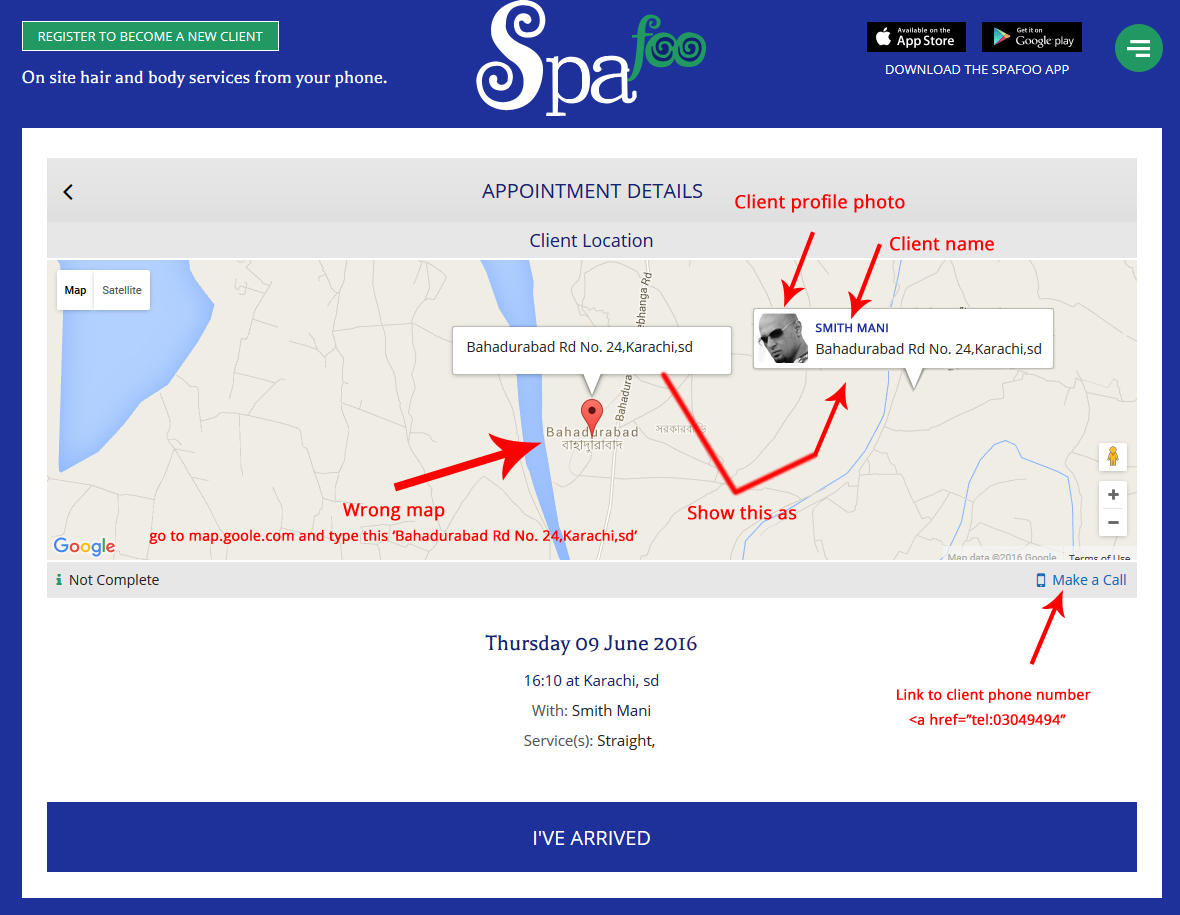 REGISTER TO BECOME A NEW CLIENT
On site hair and body services from your phone.
Spafoo
Available on the
App Store
Get it on
Google play
DOWNLOAD THE SPAFOO APP
APPOINTMENT DETAILS
Client profile photo
Client Location
Client name
Map
Satellite
SMITH MANI
Bahadurabad Rd No. 24,Karachi,sd
Bahadurabad Rd No. 24,Karachi,sd
ebhanga Rd
Bahadura
Bahadurabad
বাহাদুরাবাদ
Wrong map
Show this as
go to map.goole.com and type this ‘Bahadurabad Rd No. 24,Karachi,sd’
Google
Map data ©2016 Google
Terms of Use
Not Complete
Make a Call
Thursday 09 June 2016
16:10 at Karachi, sd
With: Smith Mani
Service(s): Straight,
Link to client phone number
<a href=”tel:03049494”
I'VE ARRIVED